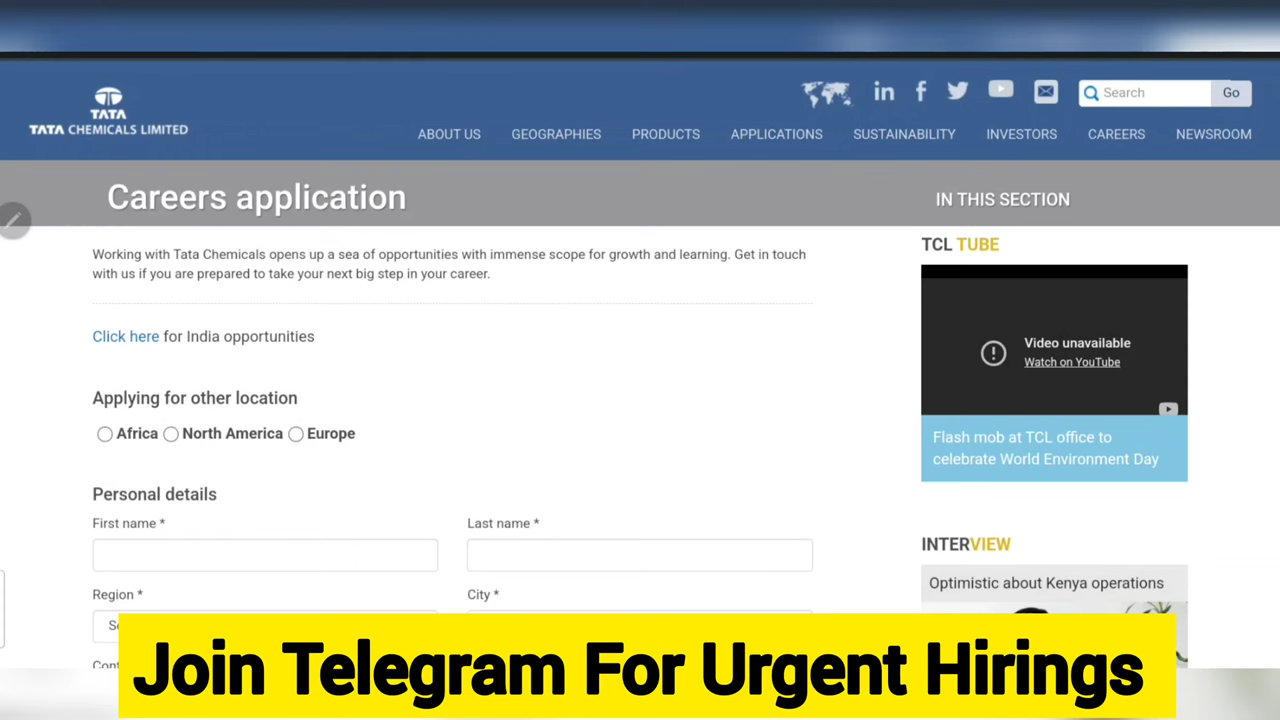 TATA
TATA CHEMICALS LIMITED
Search
Go
ABOUT US
GEOGRAPHIES
PRODUCTS
APPLICATIONS
SUSTAINABILITY
INVESTORS
CAREERS
NEWSROOM
Careers application
IN THIS SECTION
Working with Tata Chemicals opens up a sea of opportunities with immense scope for growth and learning. Get in touch
with us if you are prepared to take your next big step in your career.
Click here for India opportunities
Applying for other location
Africa
North America
Europe
Personal details
First name *
Last name *
Region *
City *
TCL TUBE
Video unavailable
Watch on YouTube
Flash mob at TCL office to
celebrate World Environment Day
INTERVIEW
Optimistic about Kenya operations
Join Telegram For Urgent Hirings